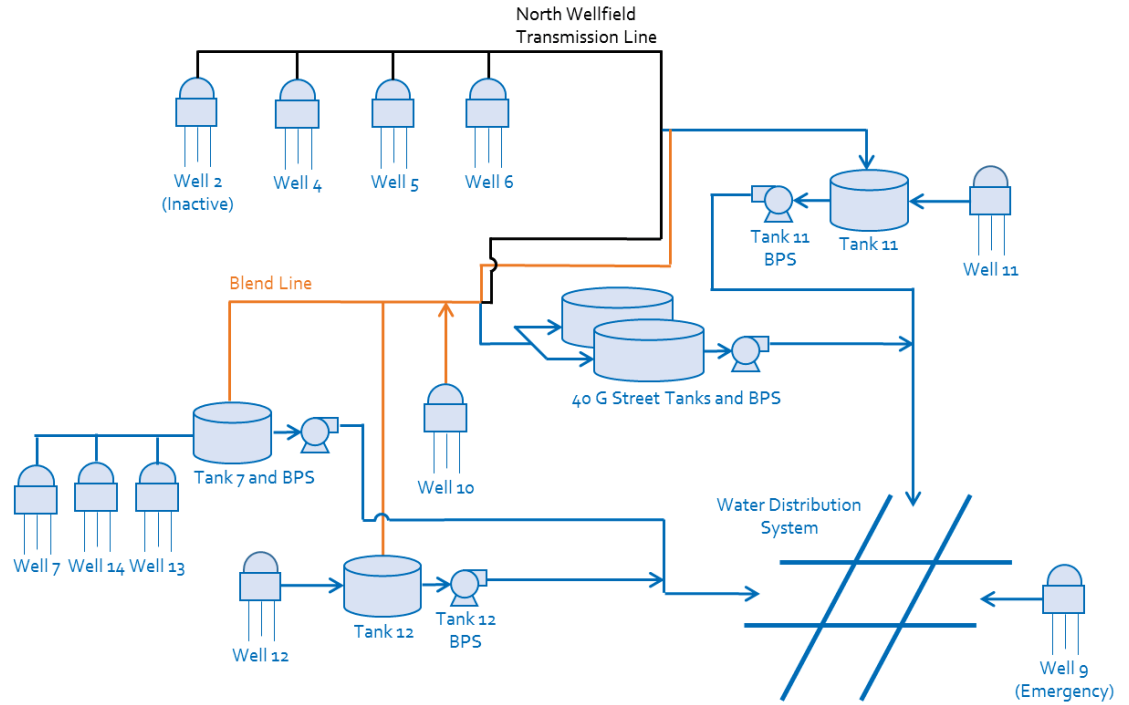 North Wellfield
Transmission Line
Well 2
(Inactive)
Well 4
Well 5
Well 6
Tank 11
BPS
Tank 11
Well 11
Blend Line
40 G Street Tanks and BPS
Tank 7 and BPS
Well 10
Water Distribution
System
Well 7
Well 14
Well 13
Tank 12
Tank 12
BPS
Well 12
Well 9
(Emergency)